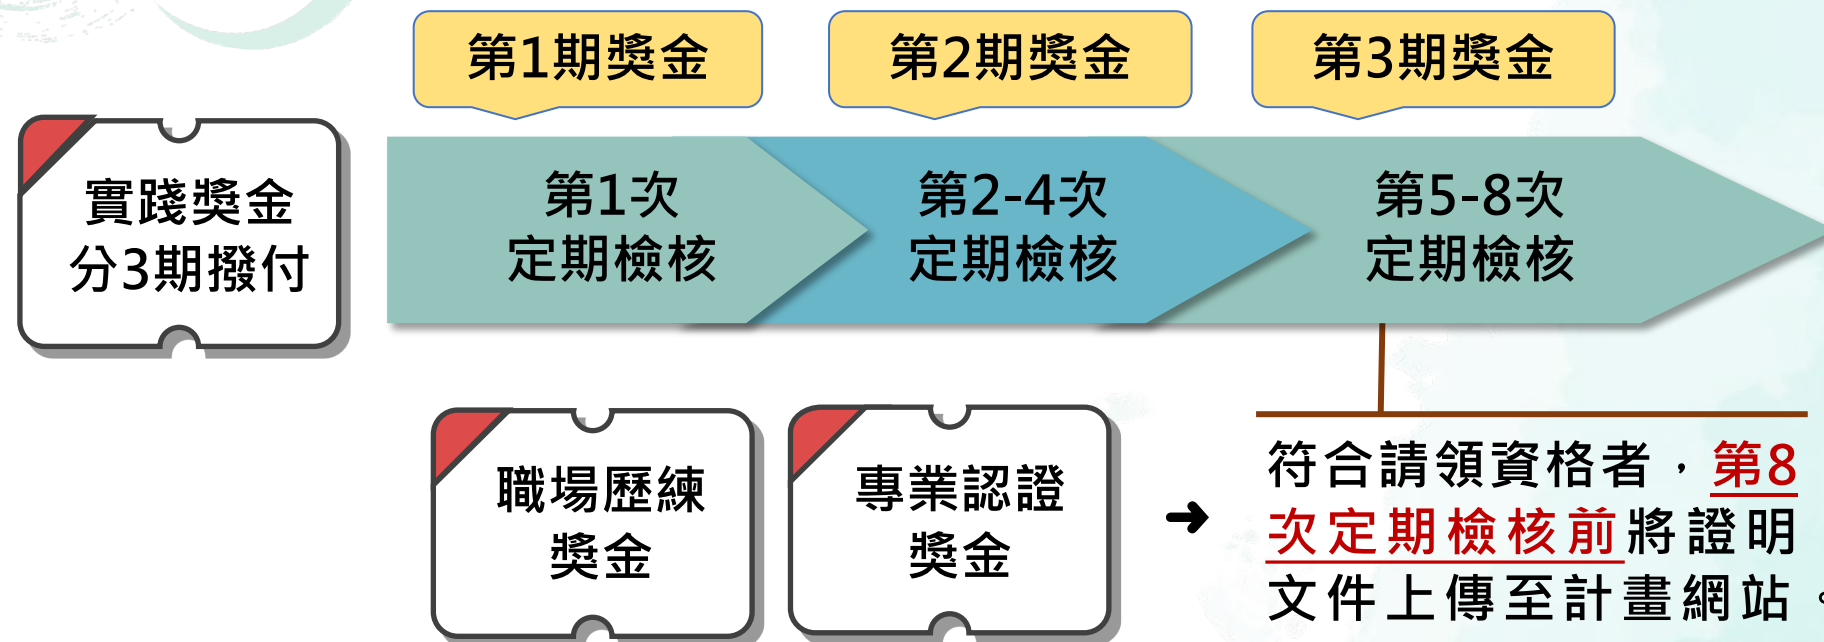 第1期獎金
第2期獎金
第3期獎金
實踐獎金
分3期撥付
第1次
定期檢核
第2-4次
定期檢核
第5-8次
定期檢核
職場歷練
獎金
專業認證
獎金
➜
符合請領資格者，第8
次定期檢核前將證明
文件上傳至計畫網站。